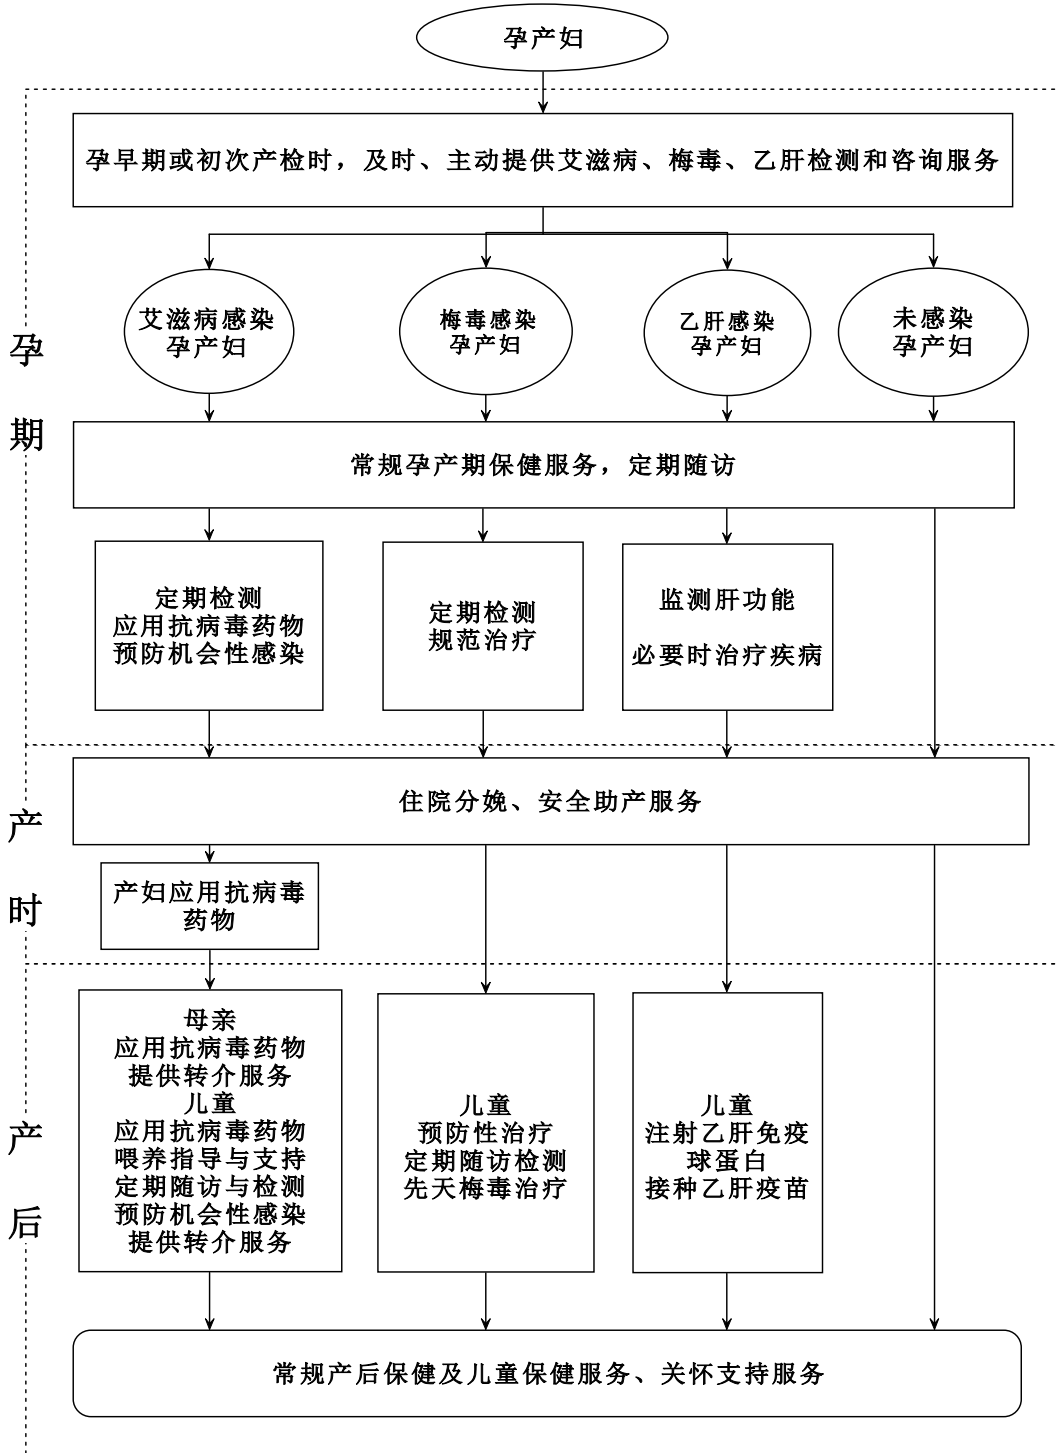 孕产妇
孕早期或初次产检时，及时、主动提供艾滋病、梅毒、乙肝检测和咨询服务
艾滋病感染
孕产妇
梅毒感染
孕产妇
乙肝感染
孕产妇
未感染
孕产妇
孕
期
常规孕产期保健服务，定期随访
定期检测
应用抗病毒药物
预防机会性感染
定期检测
规范治疗
监测肝功能
必要时治疗疾病
产
时
住院分娩、安全助产服务
产妇应用抗病毒
药物
产
后
母亲
应用抗病毒药物
提供转介服务
儿童
应用抗病毒药物
喂养指导与支持
定期随访与检测
预防机会性感染
提供转介服务
儿童
预防性治疗
定期随访检测
先天梅毒治疗
儿童
注射乙肝免疫
球蛋白
接种乙肝疫苗
常规产后保健及儿童保健服务、关怀支持服务